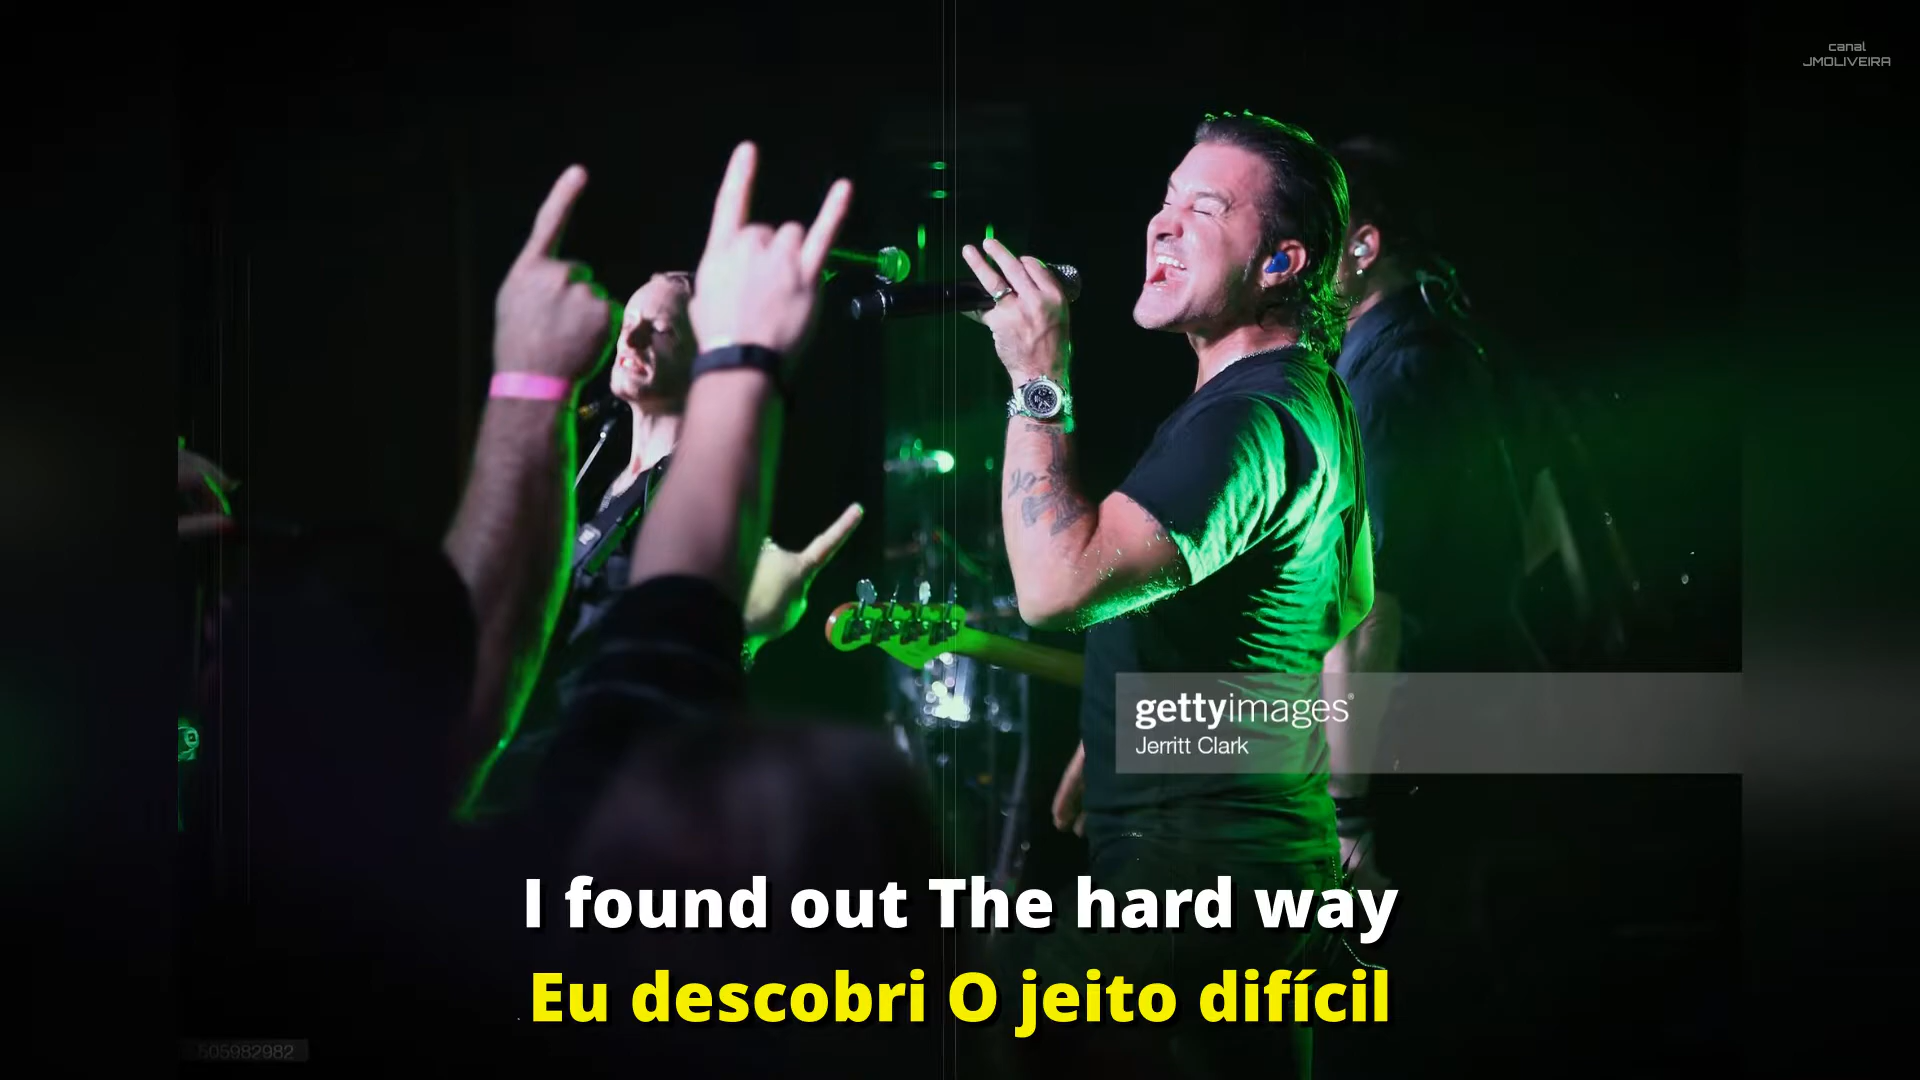 canal
JMOLIVEIRA
gettyimages®
Jerritt Clark
I found out The hard way
Eu descobri O jeito difícil
505982982